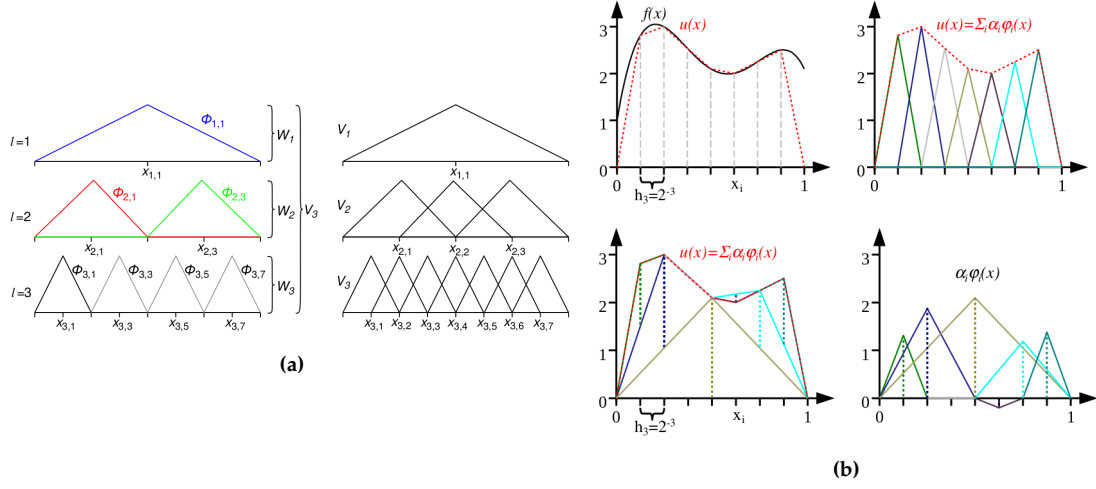 l=1
Φ1,1
W1
x1,1
l=2
Φ2,1
Φ2,3
W2
V3
x2,1
x2,3
l=3
Φ3,1
Φ3,3
Φ3,5
Φ3,7
W3
x3,1
x3,3
x3,5
x3,7
V1
x1,1
V2
x2,1
x2,2
x2,3
V3
x3,1
x3,2
x3,3
x3,4
x3,5
x3,6
x3,7
(a)
f(x)
u(x)
3
2
1
0
0
xi
1
h3=2-3
u(x)=Σiαiφi(x)
3
2
1
0
0
1
u(x)=Σiαiφi(x)
3
2
1
0
0
xi
1
h3=2-3
αiφi(x)
3
2
1
0
0
1
(b)